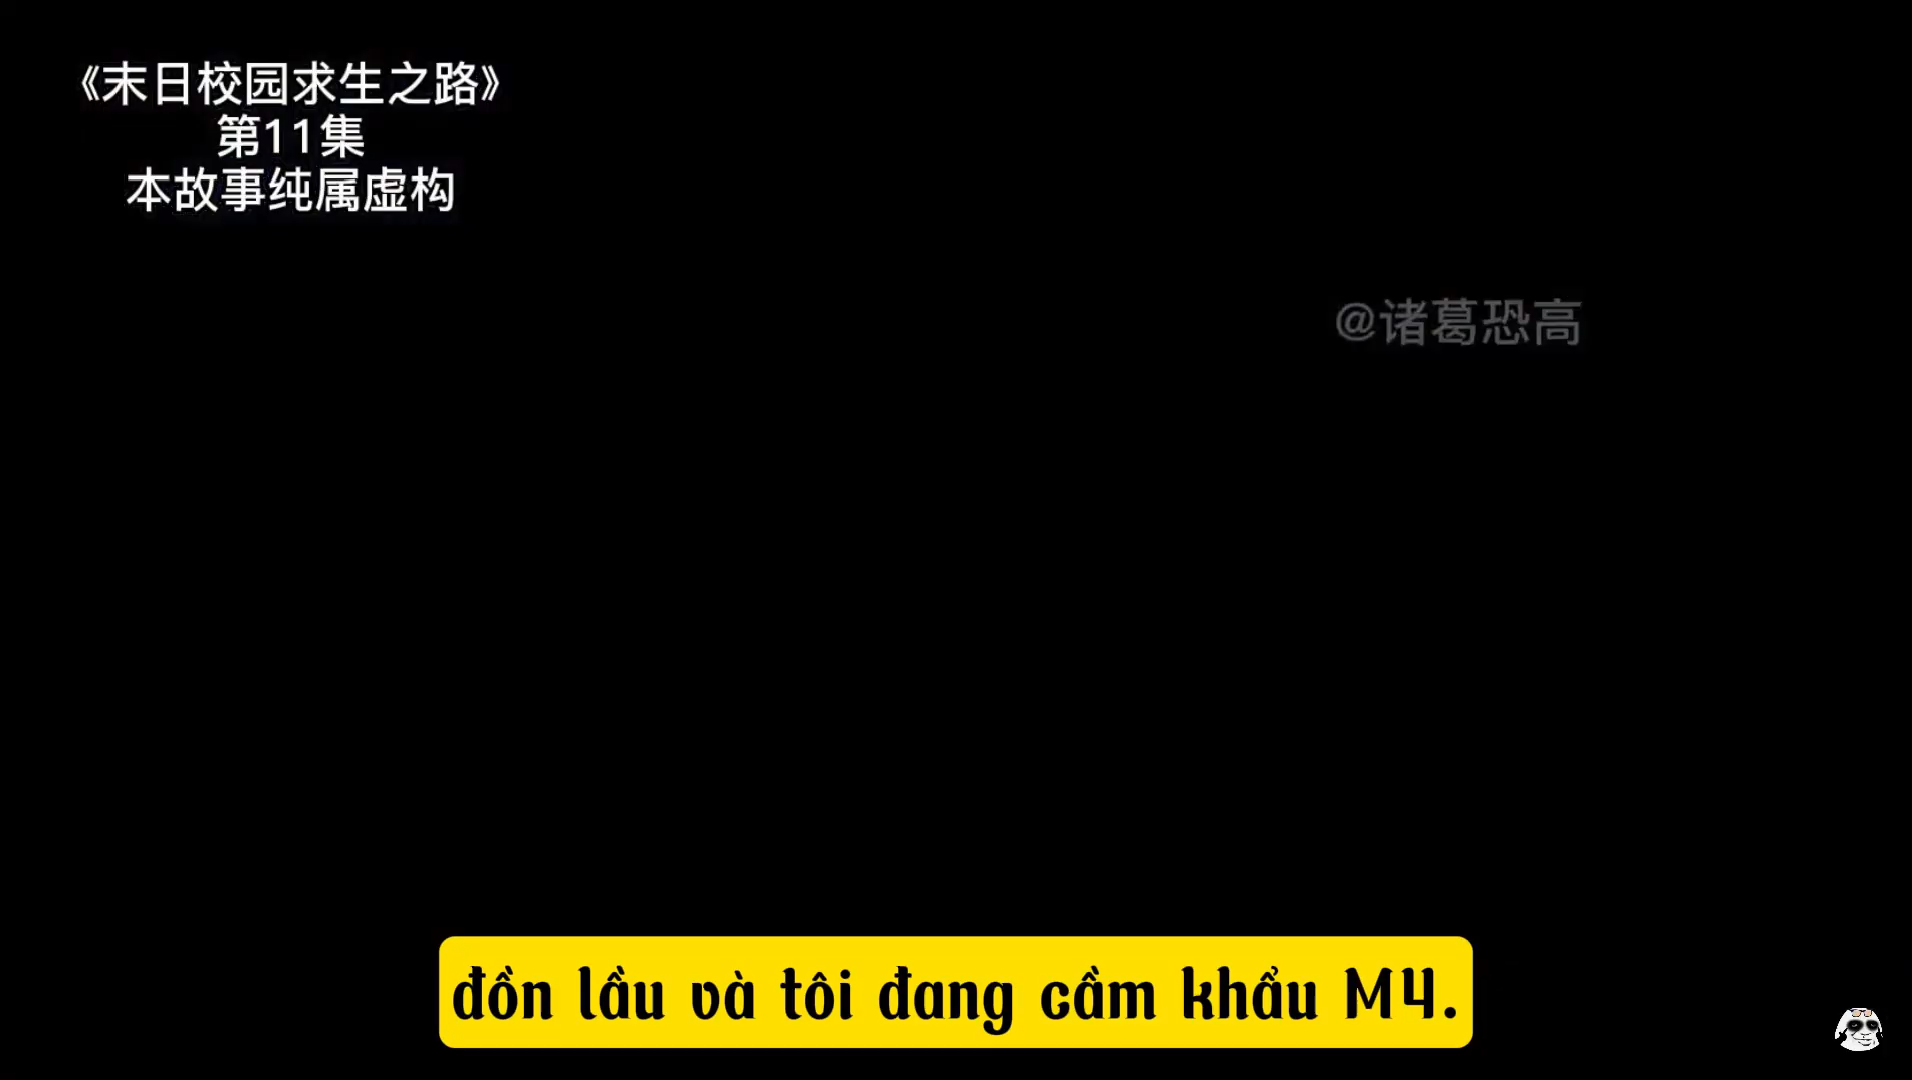 《末日校园求生之路》
第11集
本故事纯属虚构
@诸葛恐高
đồn lầu và tôi đang cầm khẩu M4.